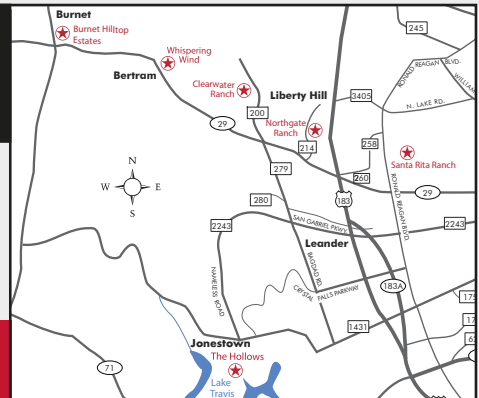 Burnet
Burnet Hilltop
Estates
245
Whispering
Wind
RONALD REAGAN BLVD.
Bertram
Clearwater
Ranch
Liberty Hill
3405
N. LAKE RD.
200
29
Northgate
Ranch
214
258
Santa Rita Ranch
N
W
E
S
279
260
280
183
29
RONALD REAGAN BLVD.
2243
SAN GABRIEL PKWY
2243
Leander
BAGDAD RD.
NAMELESS ROAD
CRYSTAL FALLS PARKWAY
183A
1431
Jonestown
The Hollows
71
Lake
Travis